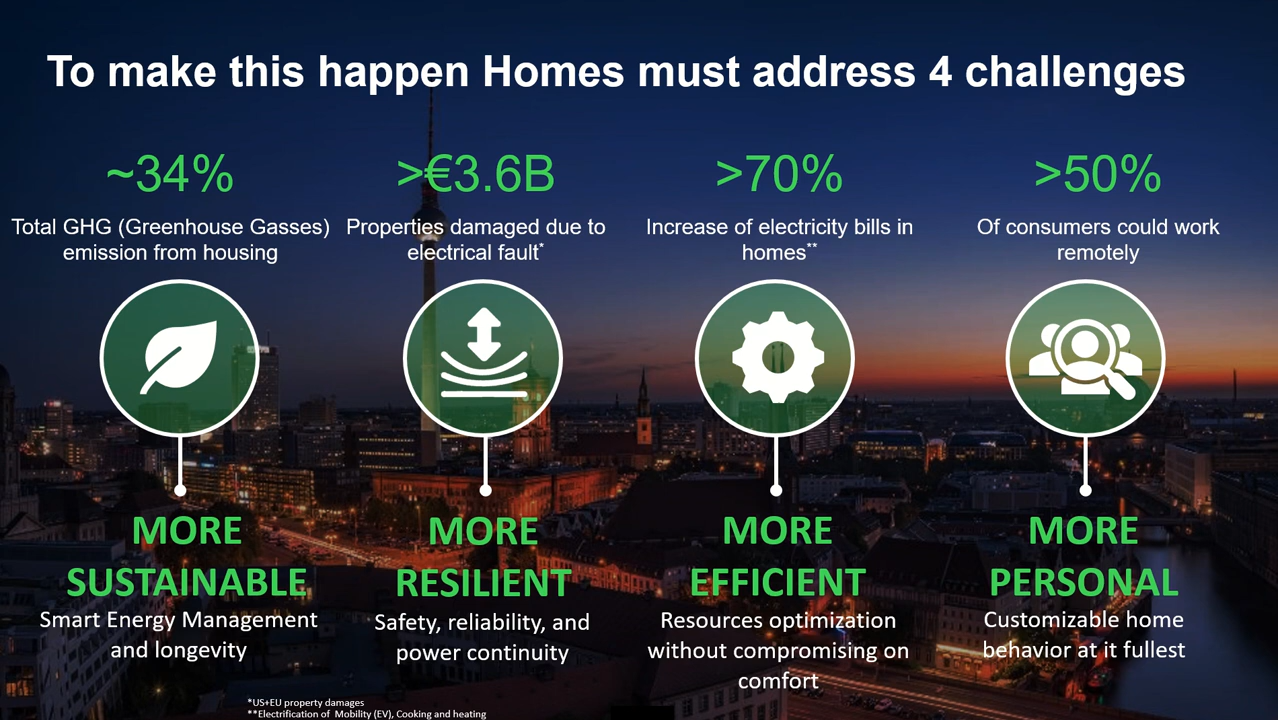 To make this happen Homes must address 4 challenges
~34%
Total GHG (Greenhouse Gasses)
emission from housing
>€3.6B
Properties damaged due to
electrical fault*
>70%
Increase of electricity bills in
homes**
>50%
Of consumers could work
remotely
MORE
SUSTAINABLE
Smart Energy Management
and longevity
MORE
RESILIENT
Safety, reliability, and
power continuity
MORE
EFFICIENT
Resources optimization
without compromising on
comfort
MORE
PERSONAL
Customizable home
behavior at it fullest
*US+EU property damages
**Electrification of Mobility (EV), Cooking and heating